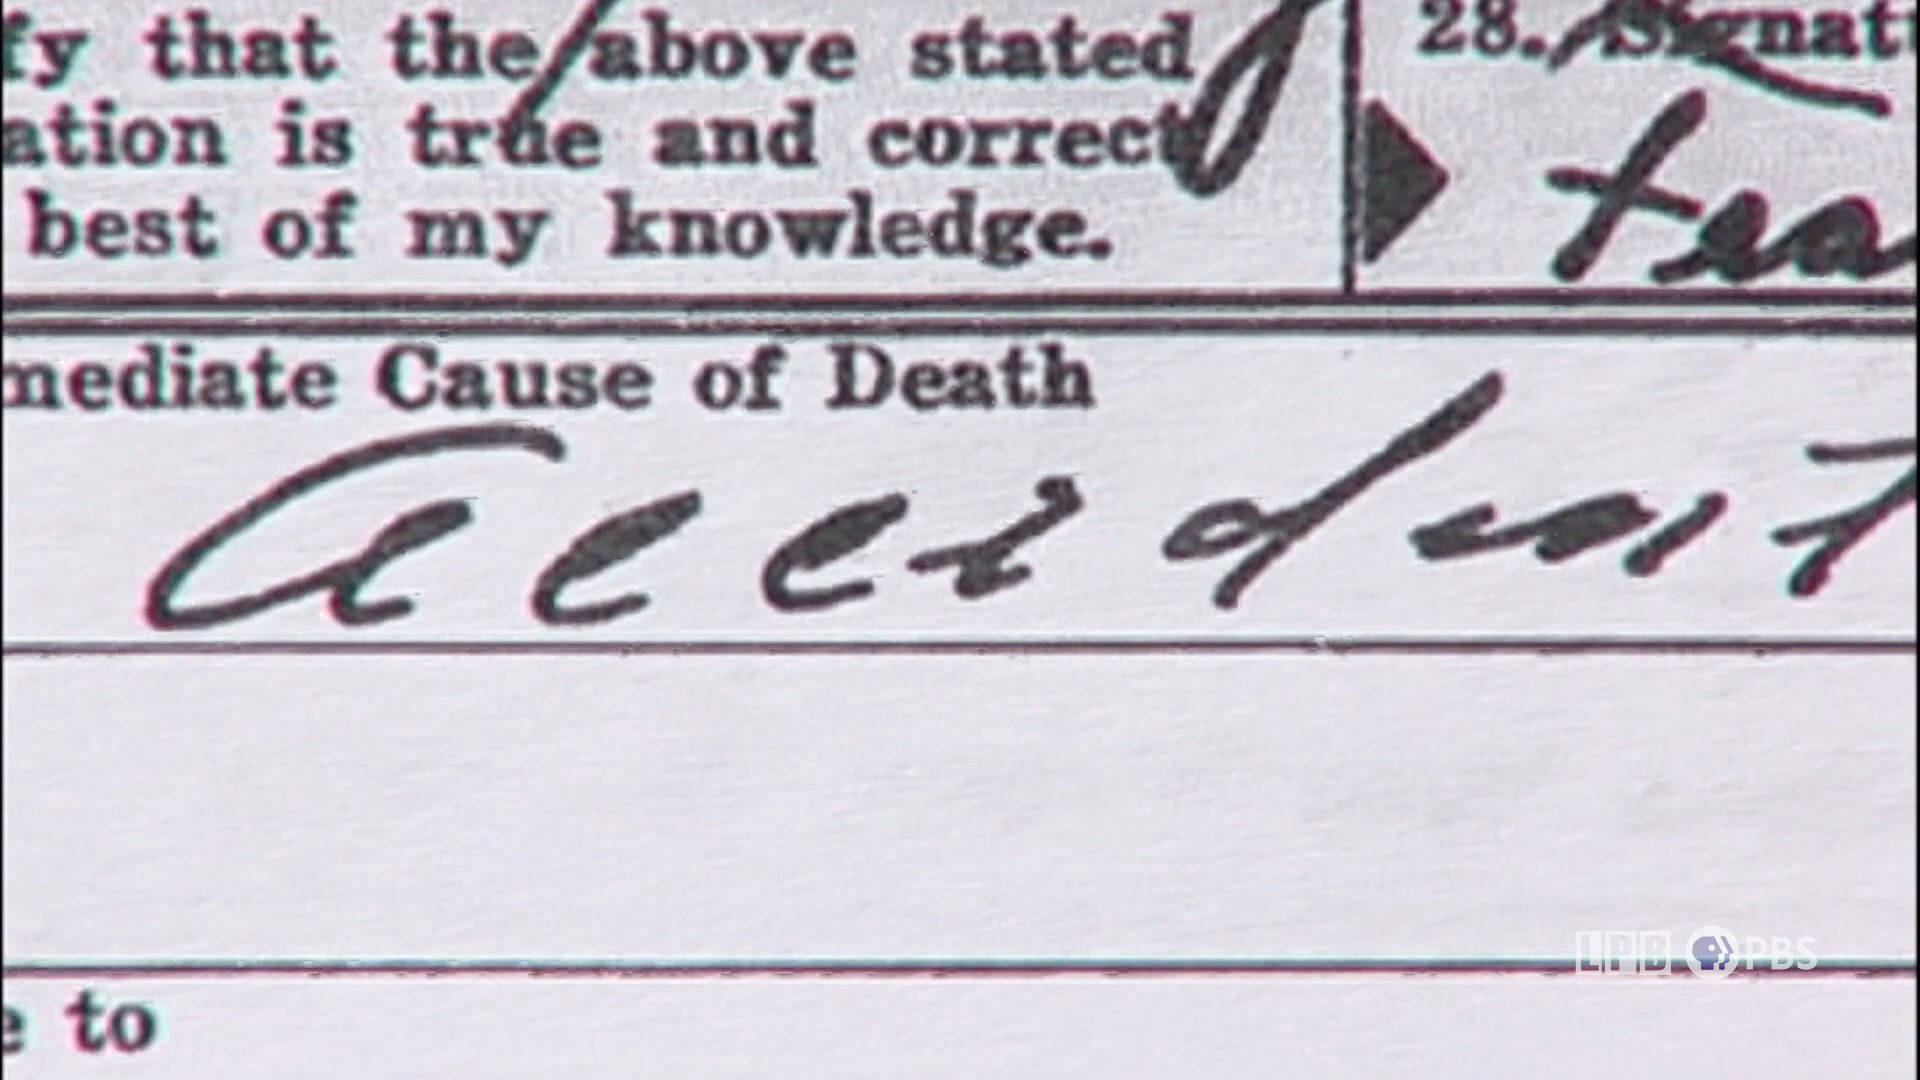 fy that the above stated
ation is true and correct
best of my knowledge.
28. Signat
mediate Cause of Death
Accident
e to
LPB PBS